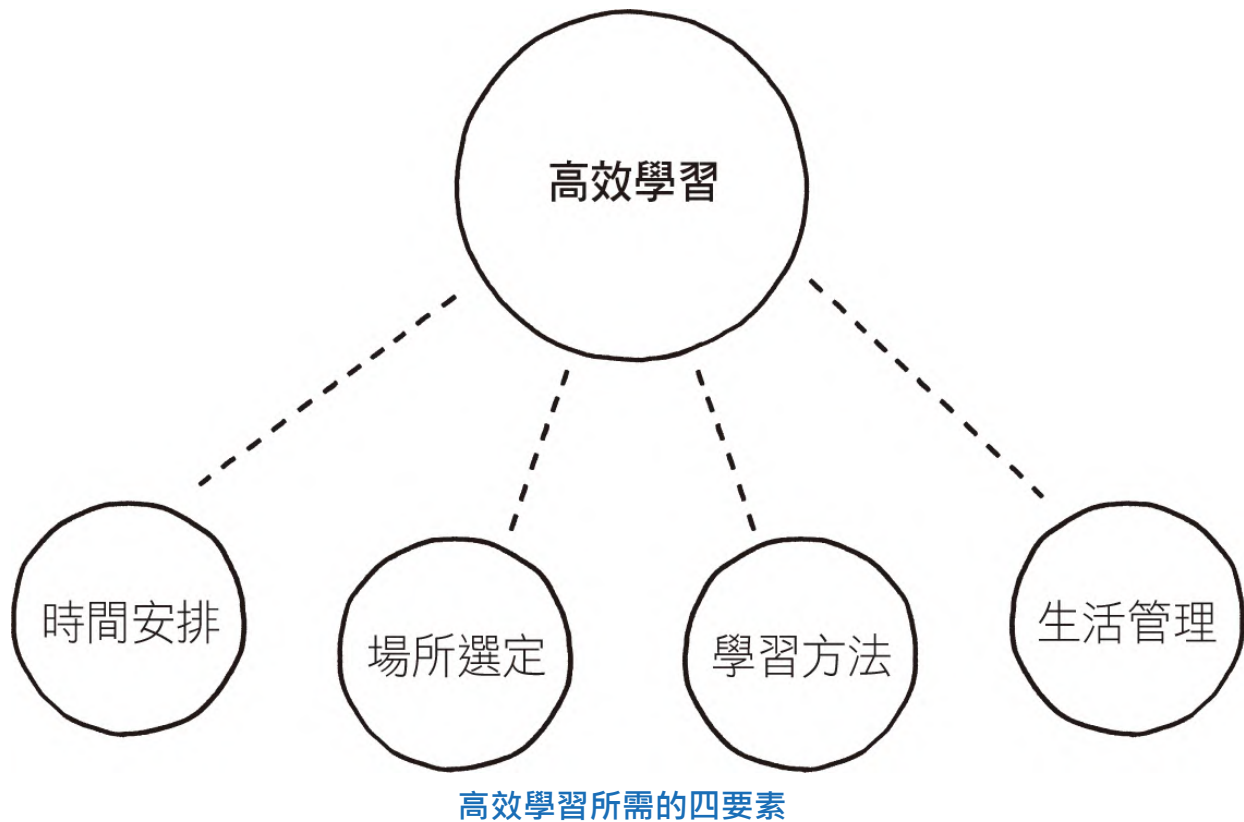 高效學習
時間安排
場所選定
學習方法
生活管理
高效學習所需的四要素